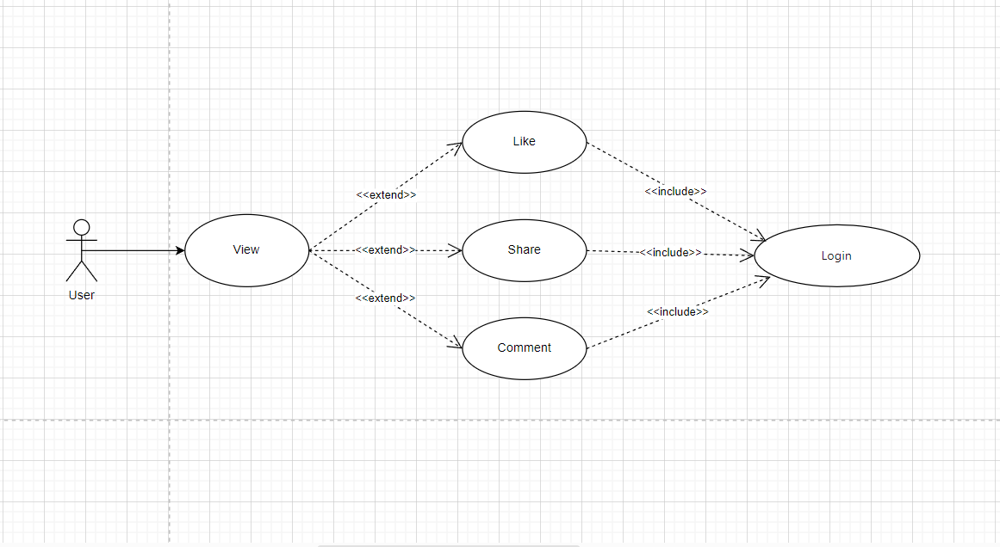 Like
<<extend>>
<<include>>
View
<<extend>>
Share
<<include>>
Login
User
<<extend>>
<<include>>
Comment